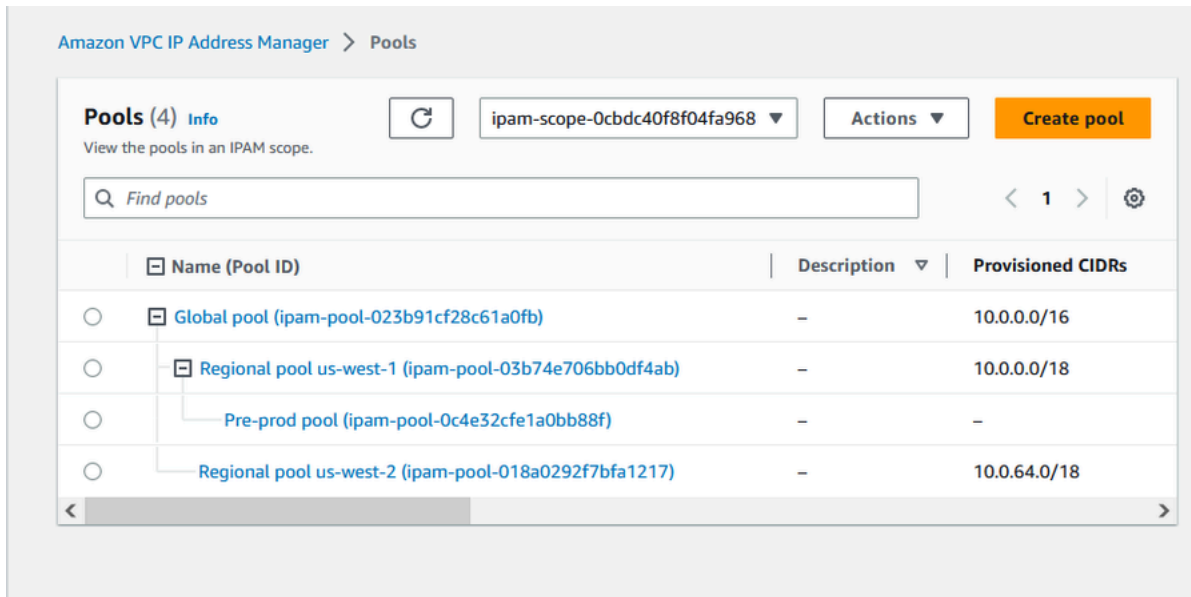 Amazon VPC IP Address Manager > Pools
Pools (4) Info
ipam-scope-0cbdc40f8f04fa968
Actions
Create pool
View the pools in an IPAM scope.
Find pools
1
Name (Pool ID) Description Provisioned CIDRs
Global pool (ipam-pool-023b91cf28c61a0fb) – 10.0.0.0/16
Regional pool us-west-1 (ipam-pool-03b74e706bb0df4ab) – 10.0.0.0/18
Pre-prod pool (ipam-pool-0c4e32cfe1a0bb88f) – –
Regional pool us-west-2 (ipam-pool-018a0292f7bfa1217) – 10.0.64.0/18